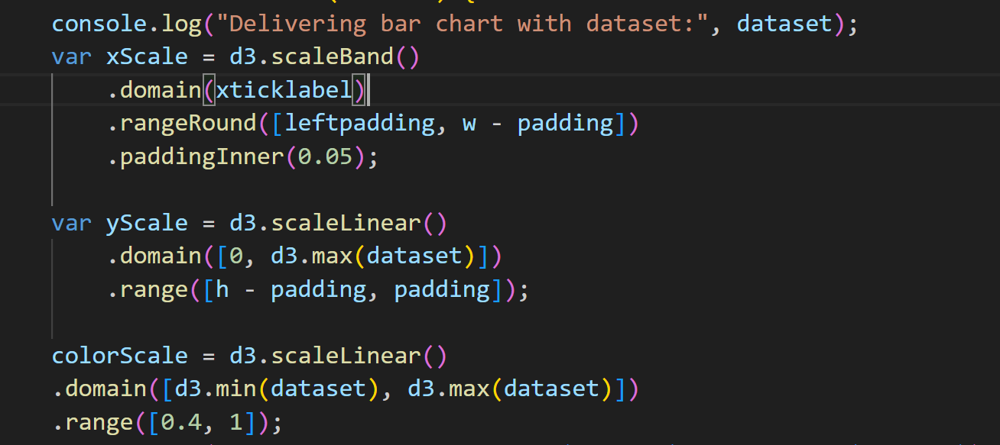 console.log("Delivering bar chart with dataset:", dataset);
var xScale = d3.scaleBand()
.domain(xticklabel)
.rangeRound([leftpadding, w - padding])
.paddingInner(0.05);
var yScale = d3.scaleLinear()
.domain([0, d3.max(dataset)])
.range([h - padding, padding]);
colorScale = d3.scaleLinear()
.domain([d3.min(dataset), d3.max(dataset)])
.range([0.4, 1]);